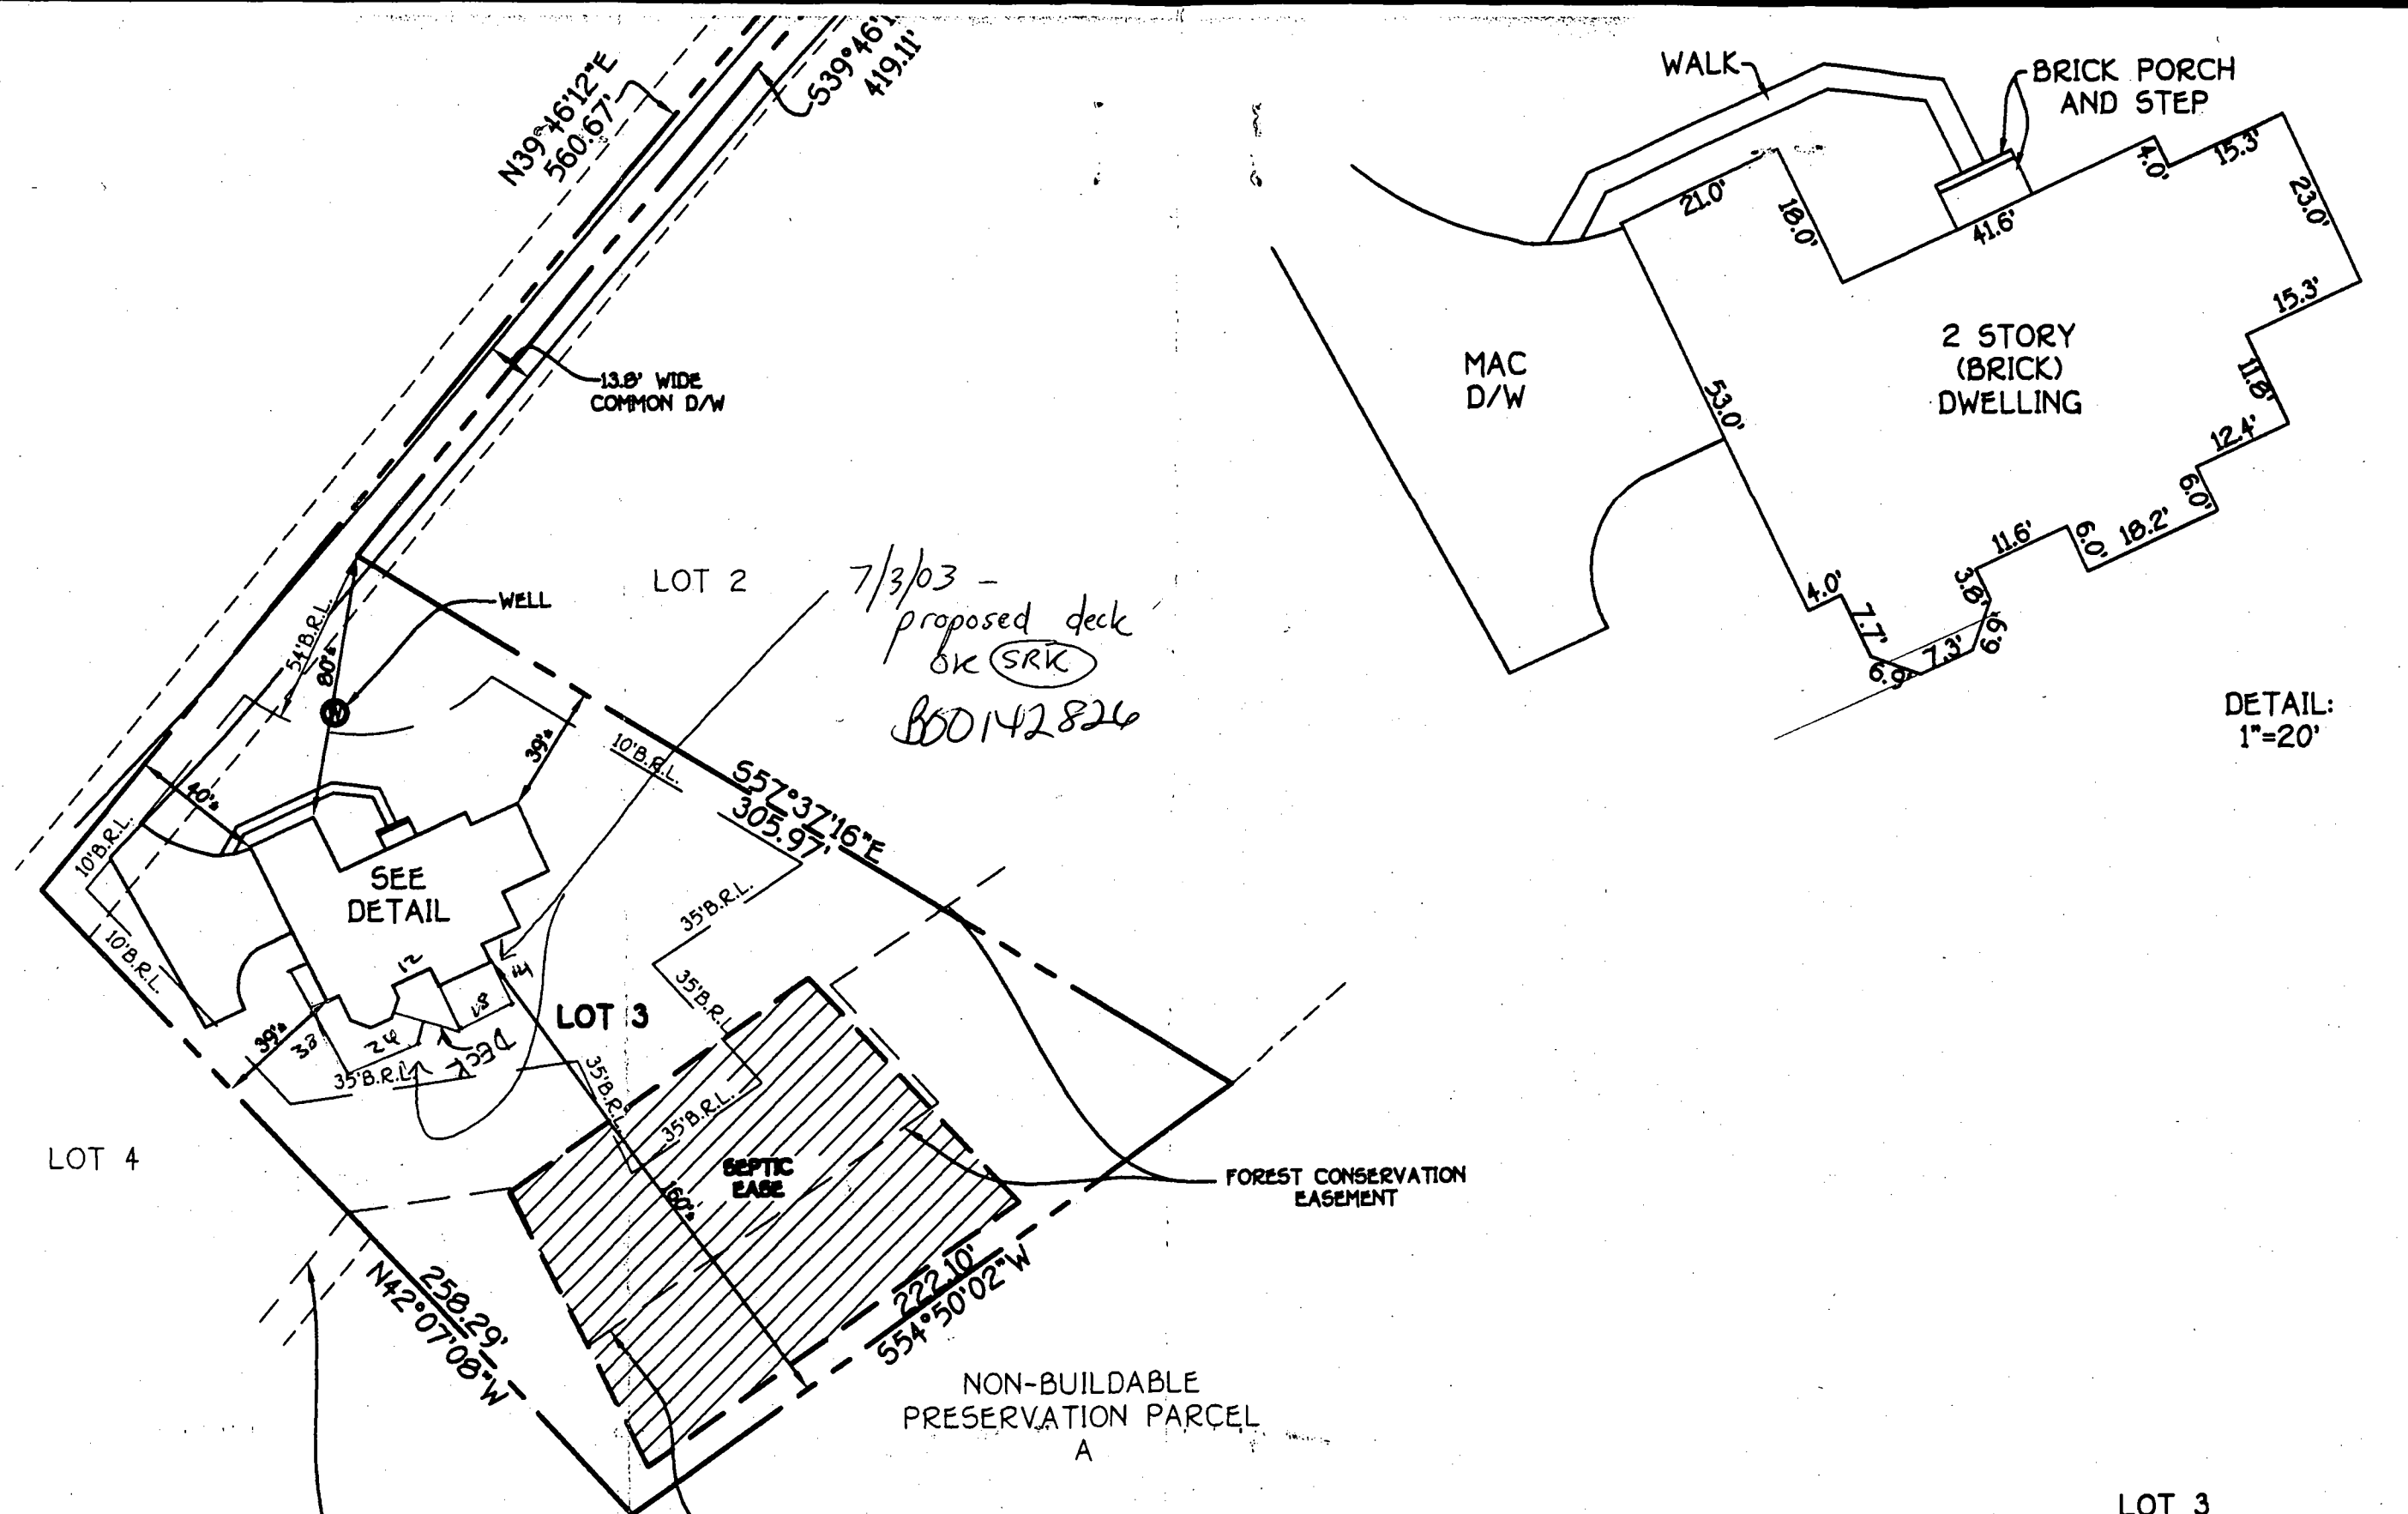 N39°46'12"E
560.67'
S39°46'1
419.11'
13.8' WIDE
COMMON D/W
WALK
BRICK PORCH
AND STEP
21.0'
18.0'
41.6'
4.0'
15.3'
23.0'
15.3'
11.8'
12.4'
6.0'
18.2'
6.0'
11.6'
3.8'
6.9'
7.3'
6.9'
7.7'
4.0'
53.0'
MAC
D/W
2 STORY
(BRICK)
DWELLING
DETAIL:
1"=20'
LOT 2
7/3/03 -
proposed deck
OK SRK
B00142826
WELL
54'B.R.L.
80'±
W
39'±
10'B.R.L.
S57°37'16"E
305.97'
40'±
10'B.R.L.
10'B.R.L.
SEE
DETAIL
35'B.R.L.
35'B.R.L.
12
14
18
LOT 3
39'±
38
24
DECK
35'B.R.L.
35'B.R.L.
35'B.R.L.
LOT 4
SEPTIC
EASE
160'±
FOREST CONSERVATION
EASEMENT
258.29'
N42°07'08"W
222.10'
S54°50'02"W
NON-BUILDABLE
PRESERVATION PARCEL
A
LOT 3